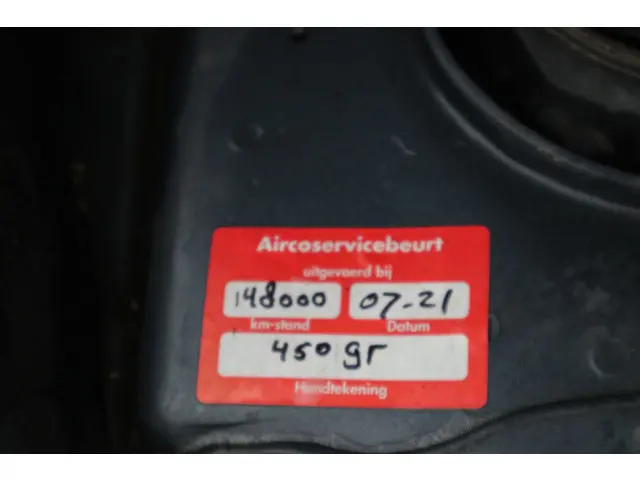 Aircoservicebeurt
uitgevoerd bij
148000 07-21
km-stand Datum
450 gr
Handtekening